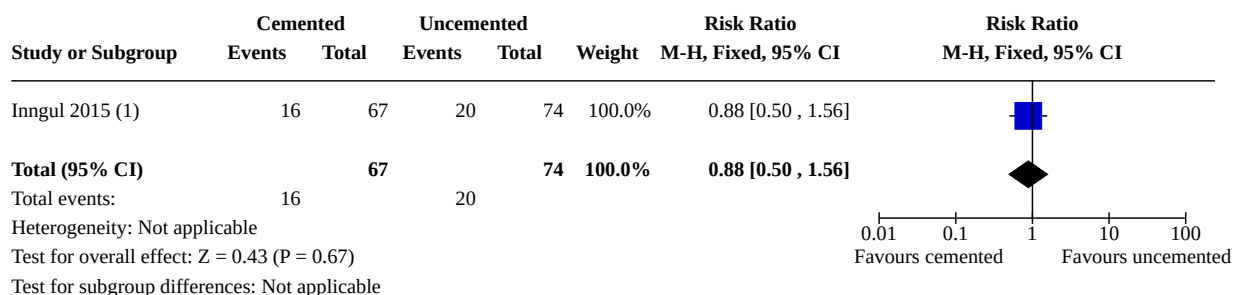 Cemented Uncemented Risk Ratio Risk Ratio
Study or Subgroup Events Total Events Total Weight M-H, Fixed, 95% CI M-H, Fixed, 95% CI
Inngul 2015 (1) 16 67 20 74 100.0% 0.88 [0.50 , 1.56]
Total (95% CI) 67 74 100.0% 0.88 [0.50 , 1.56]
Total events: 16 20
Heterogeneity: Not applicable
0.01 0.1 1 10 100
Test for overall effect: Z = 0.43 (P = 0.67) Favours cemented Favours uncemented
Test for subgroup differences: Not applicable